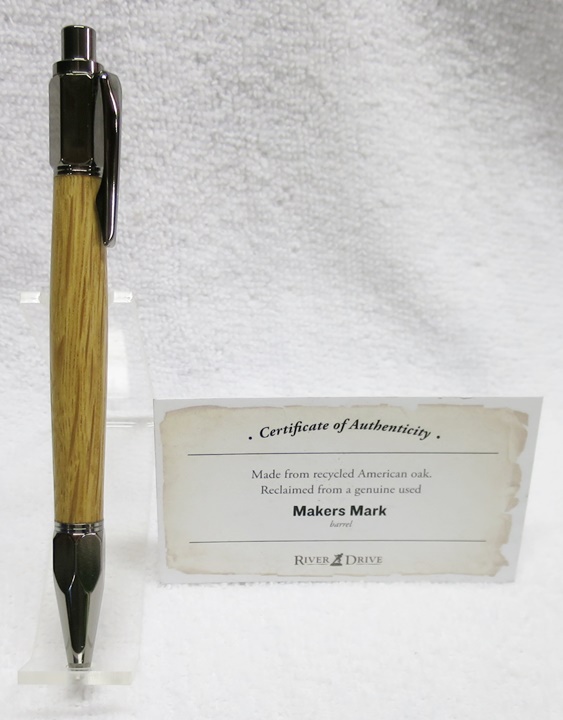 · Certificate of Authenticity ·
Made from recycled American oak.
Reclaimed from a genuine used
Makers Mark
barrel
RIVER DRIVE